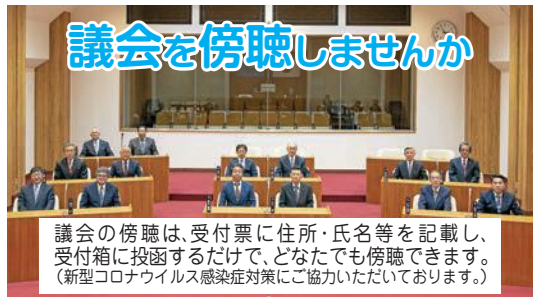 議会を傍聴しませんか
議会の傍聴は、受付票に住所・氏名等を記載し、
受付箱に投函するだけで、どなたでも傍聴できます。
（新型コロナウイルス感染症対策にご協力いただいております。）